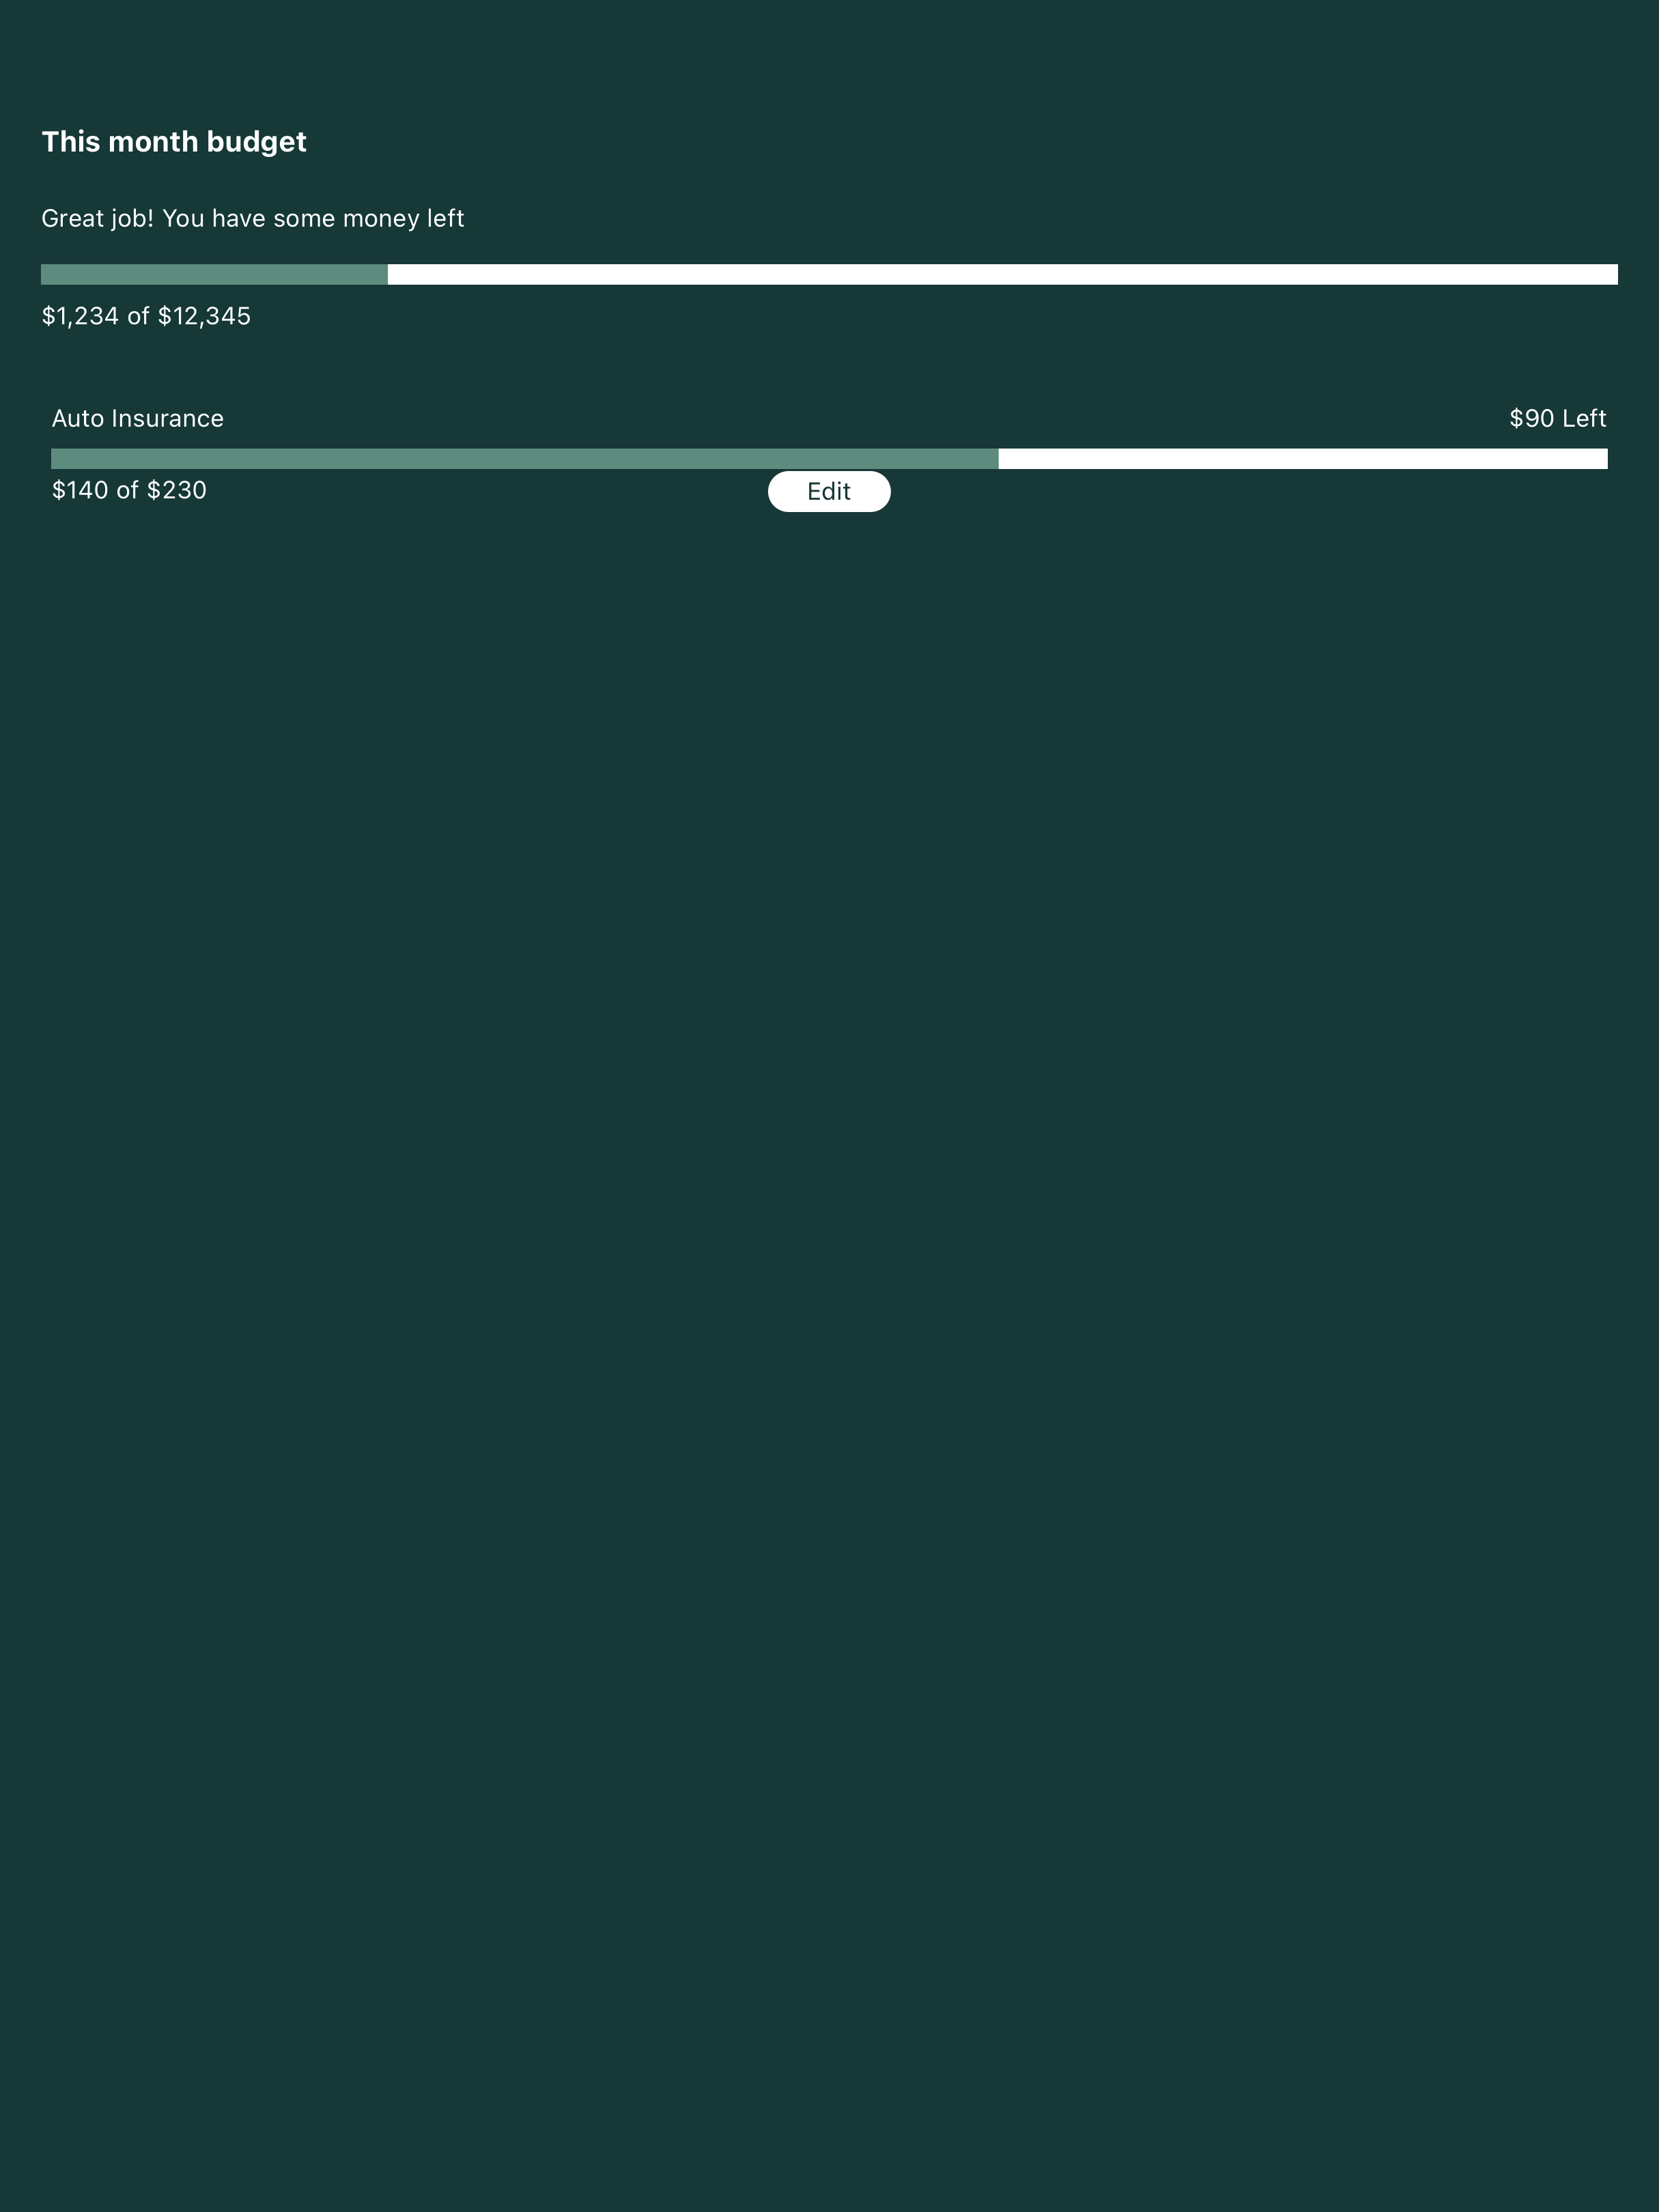 This month budget
Great job! You have some money left
$1,234 of $12,345
Auto Insurance $90 Left
$140 of $230 Edit